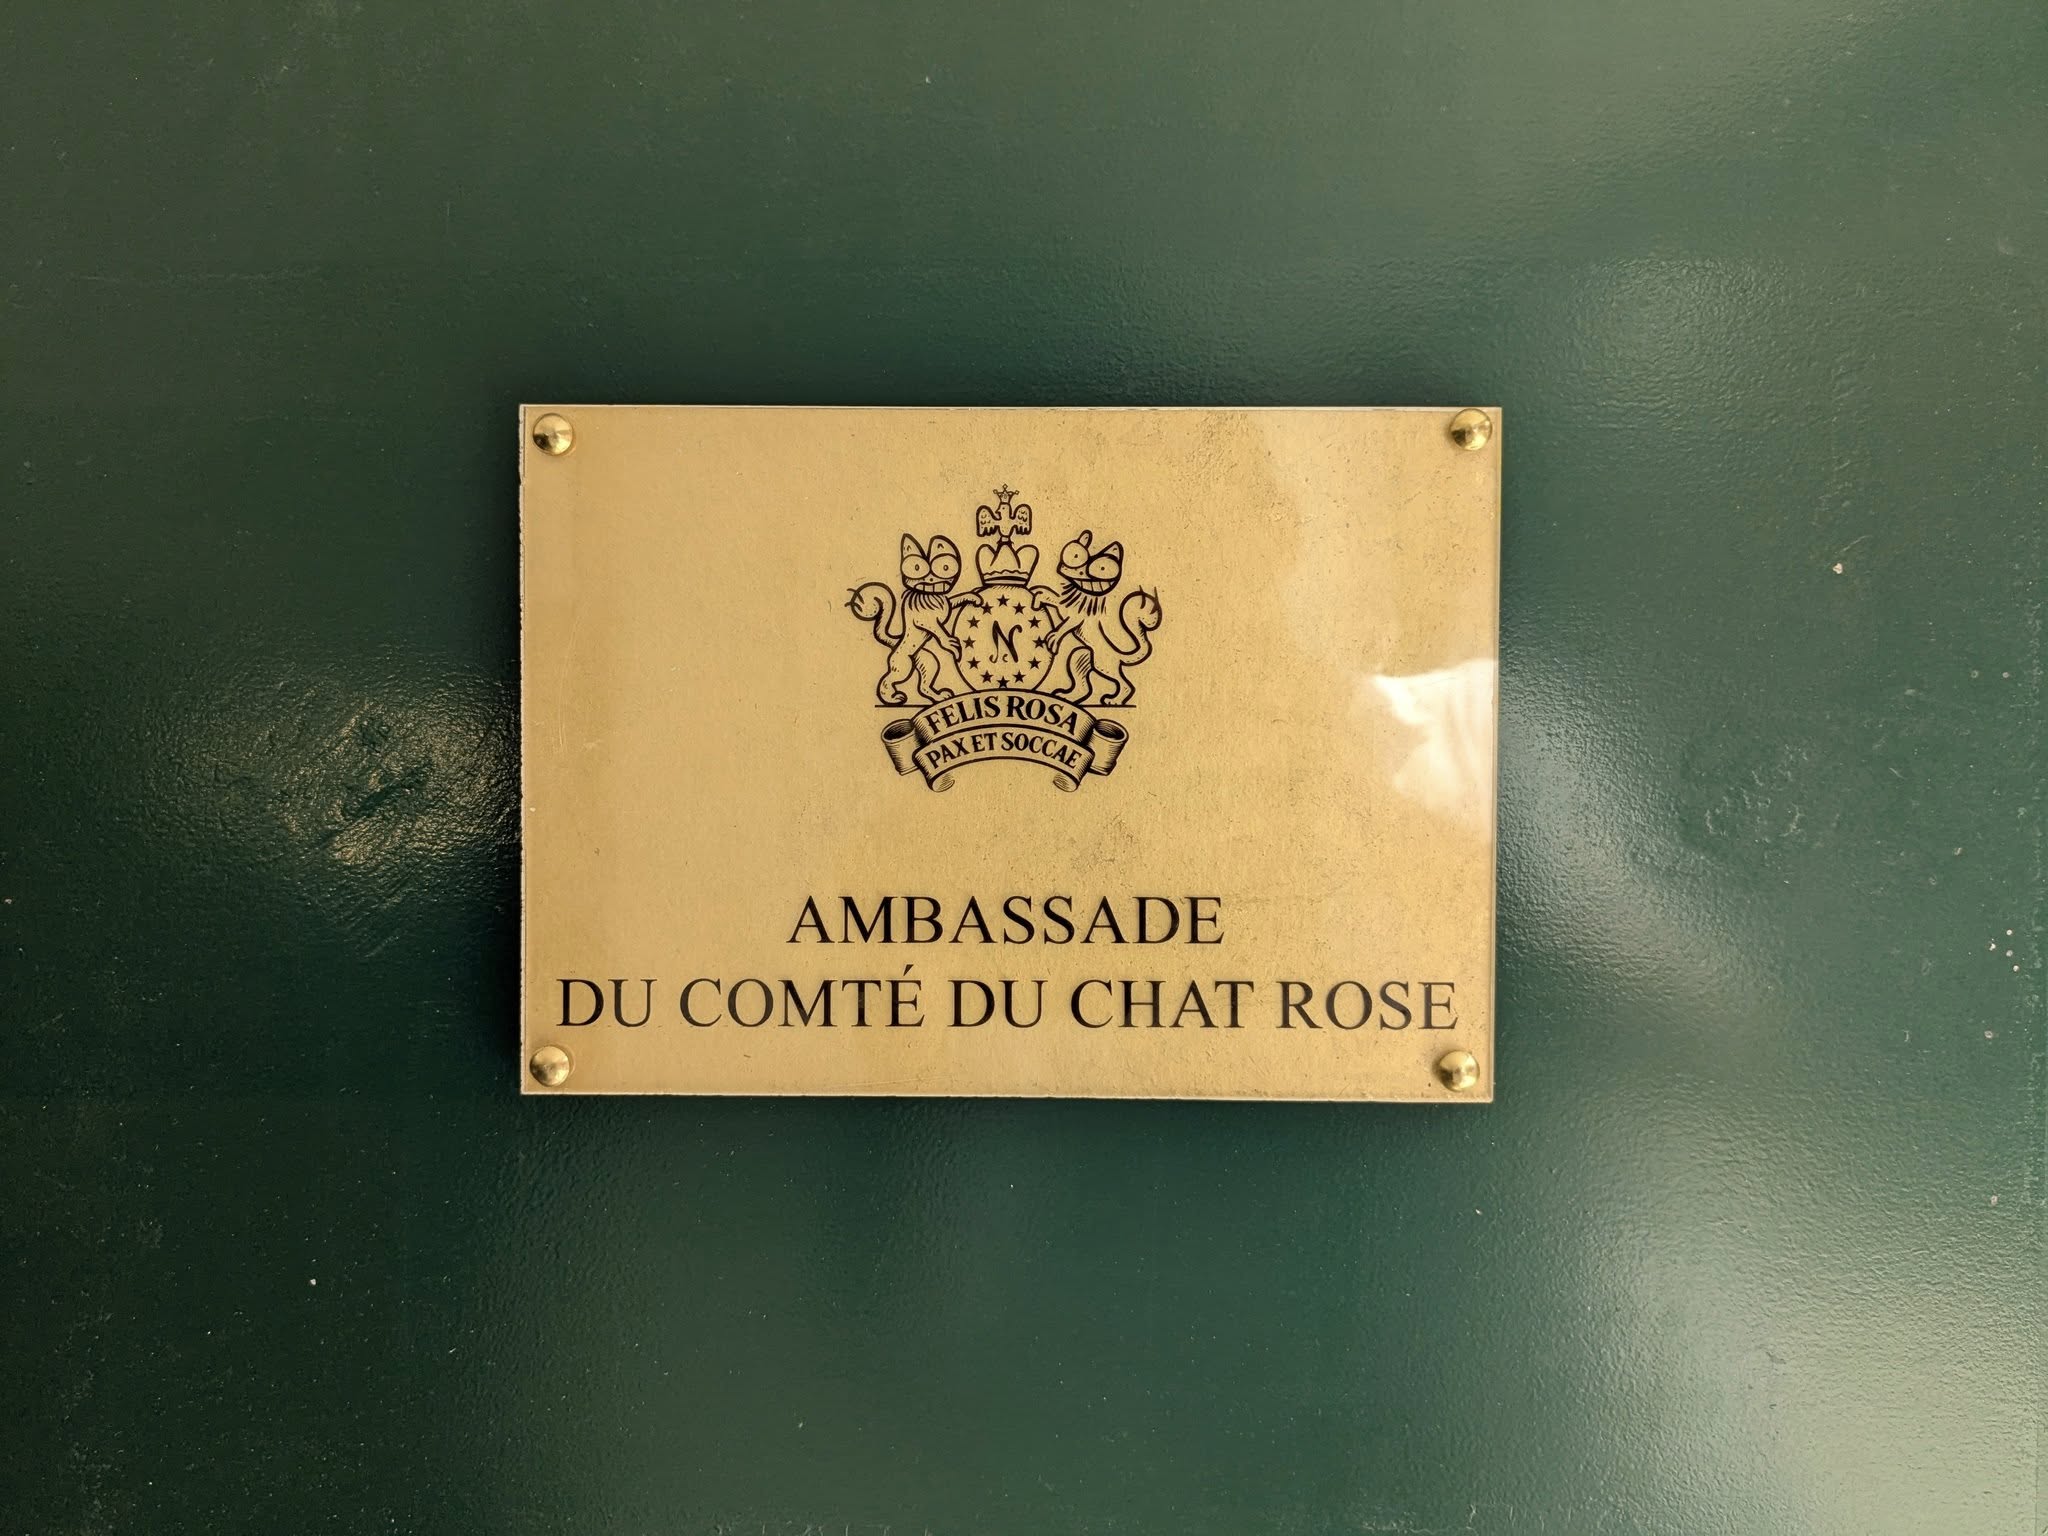 N
FELIS ROSA
PAX ET SOCCAE
AMBASSADE
DU COMTÉ DU CHAT ROSE